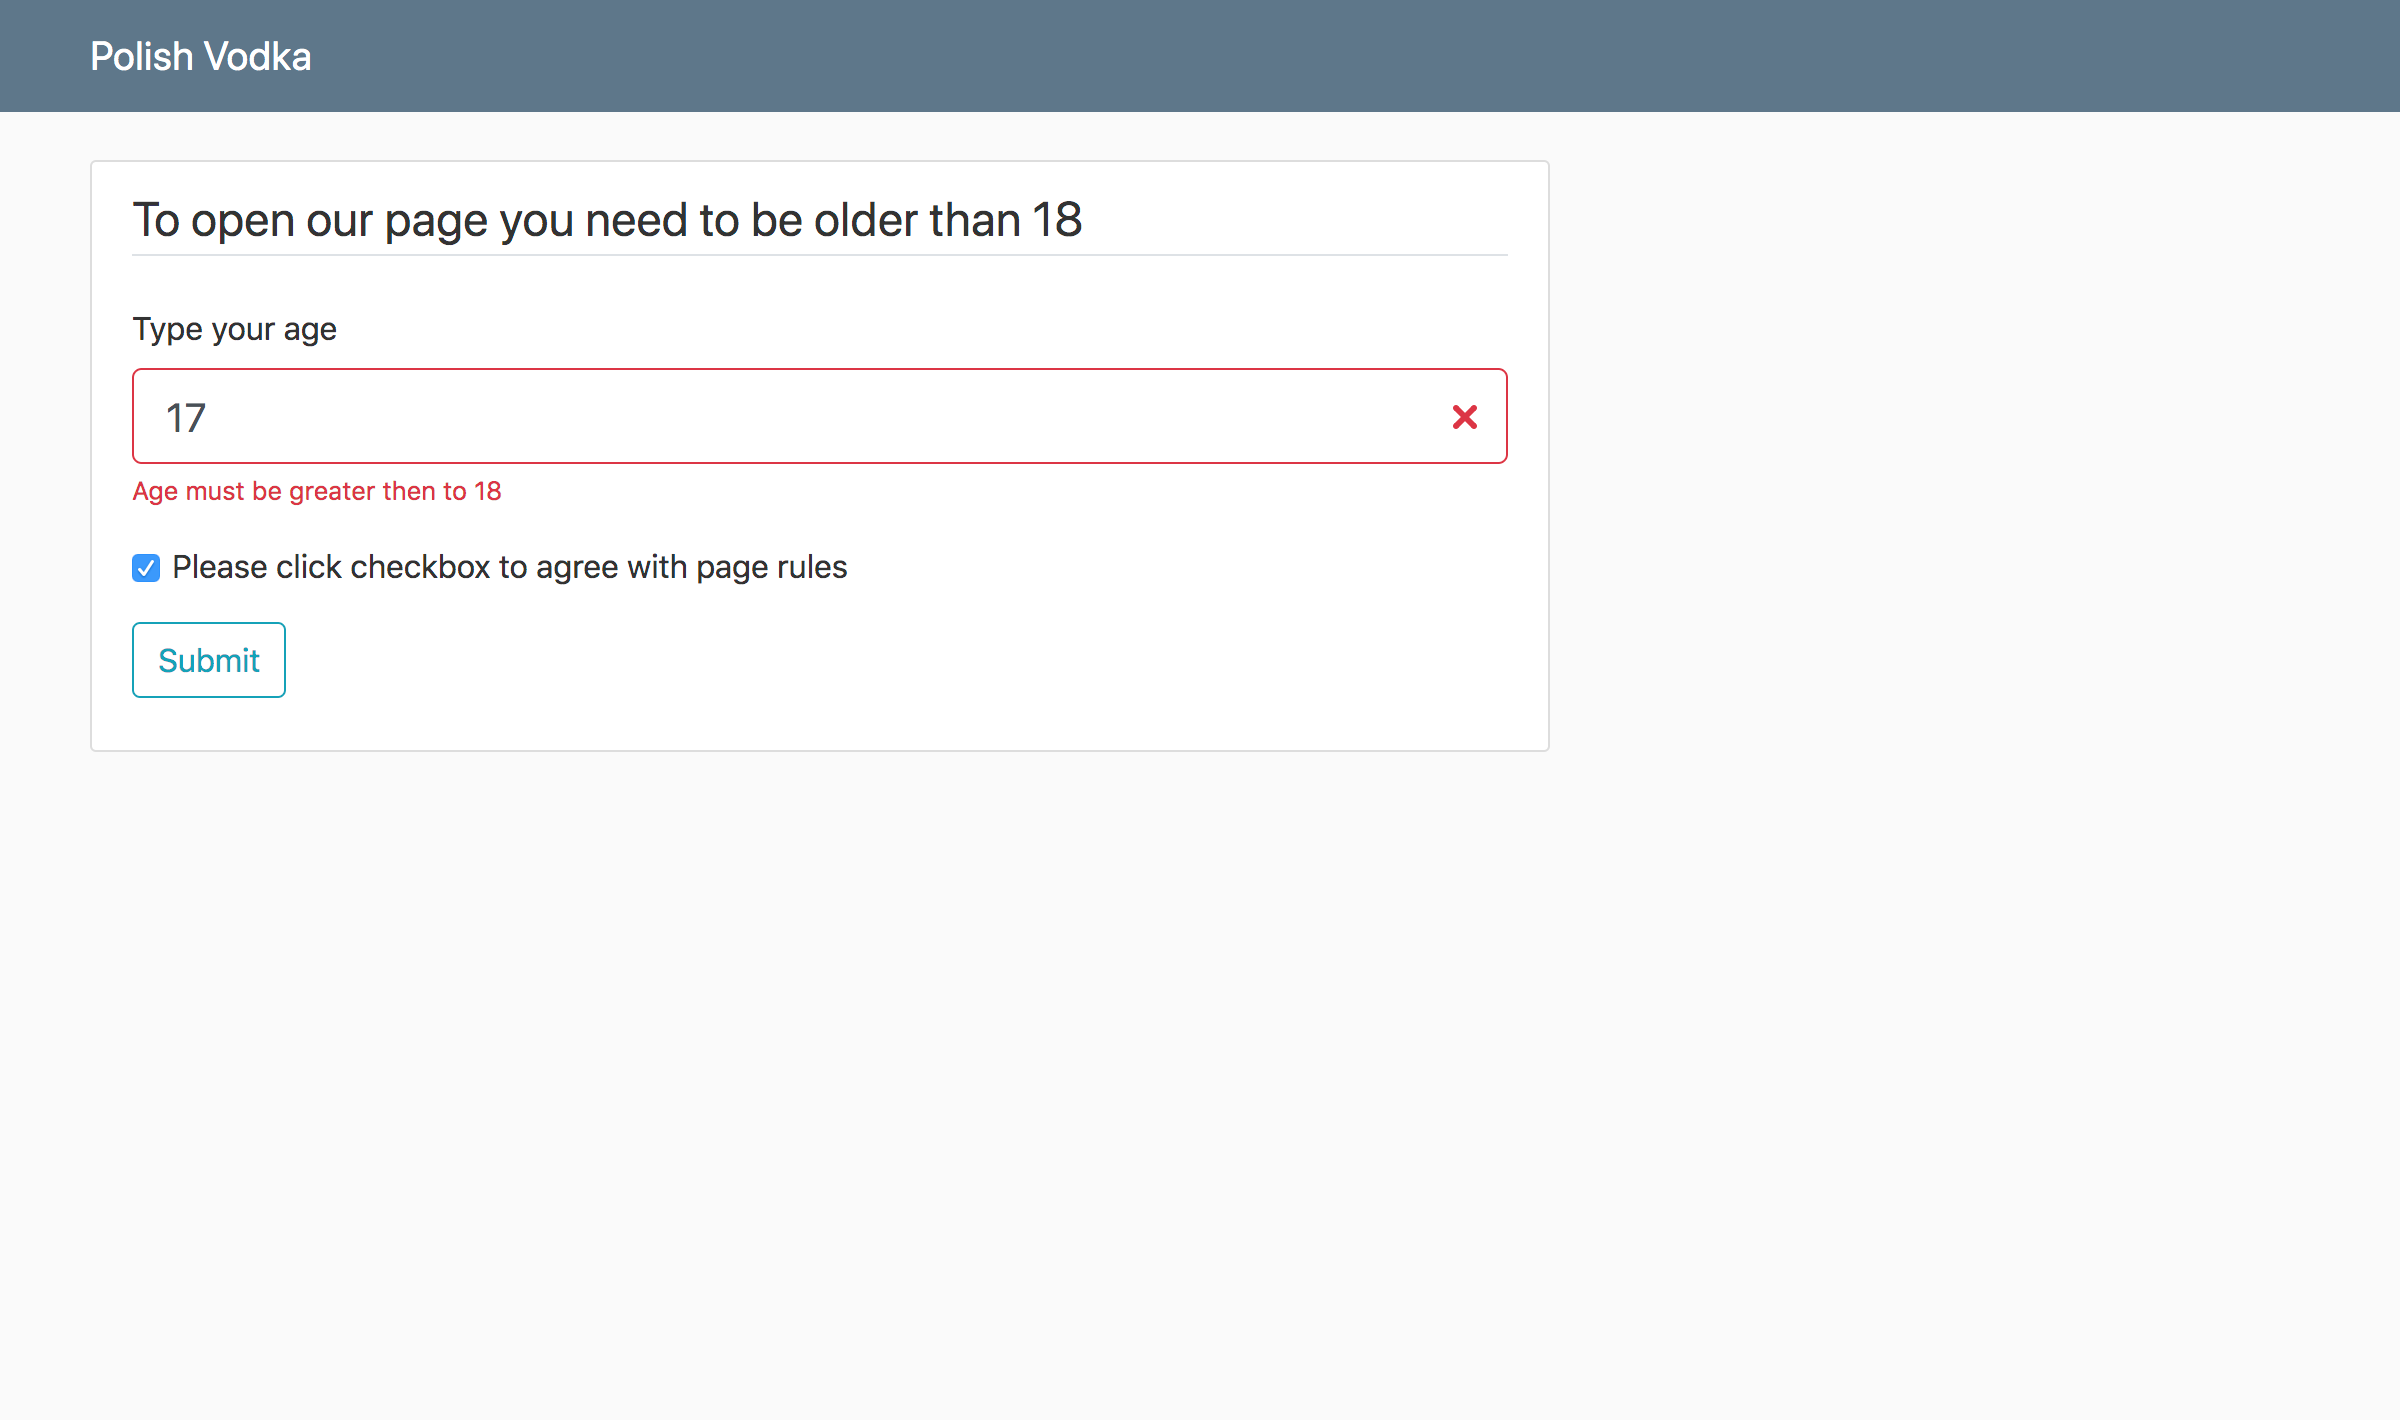 Polish Vodka
To open our page you need to be older than 18
Type your age
17
Age must be greater then to 18
Please click checkbox to agree with page rules
Submit